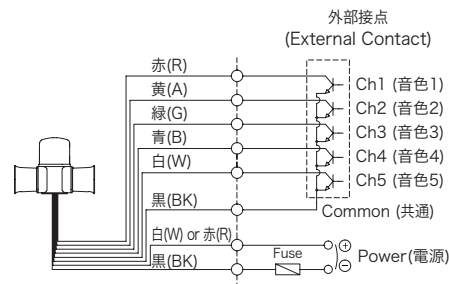 外部接点
(External Contact)
赤(R)
黄(A)
緑(G)
青(B)
白(W)
黒(BK)
白(W) or 赤(R)
黒(BK)
Ch1 (音色1)
Ch2 (音色2)
Ch3 (音色3)
Ch4 (音色4)
Ch5 (音色5)
Common (共通)
Fuse
⊕
⊖
Power(電源)